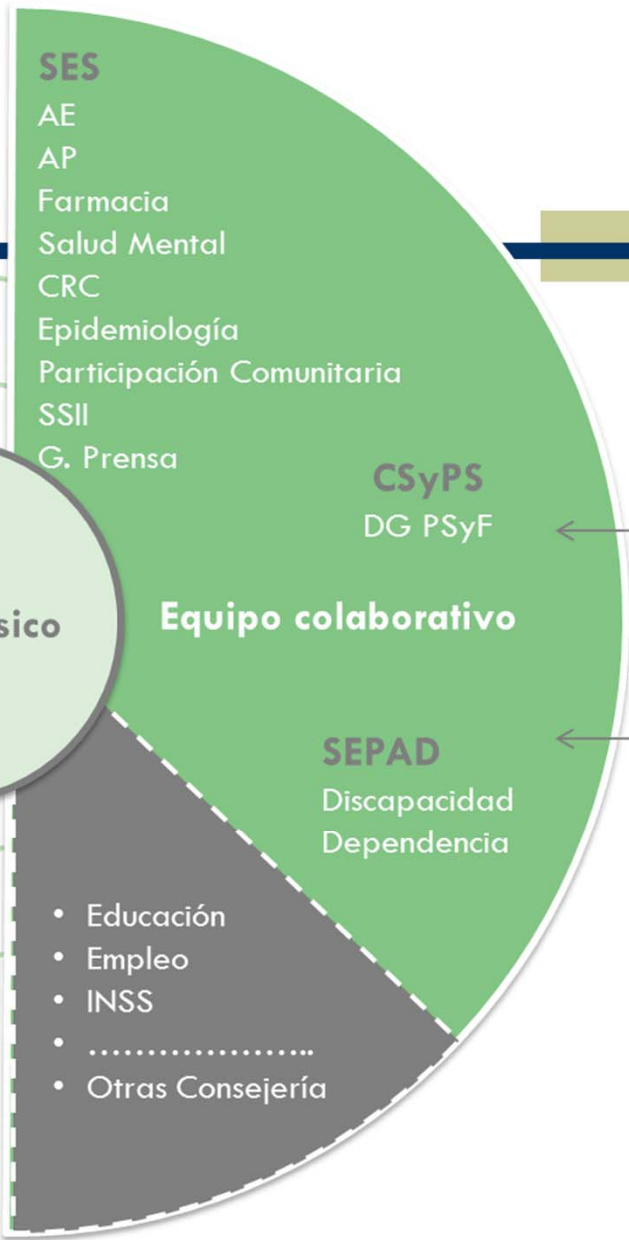 SES
AE
AP
Farmacia
Salud Mental
CRC
Epidemiología
Participación Comunitaria
SSII
G. Prensa
CSyPS
DG PSyF
sico
Equipo colaborativo
SEPAD
Discapacidad
Dependencia
• Educación
• Empleo
• INSS
• ......................
• Otras Consejería